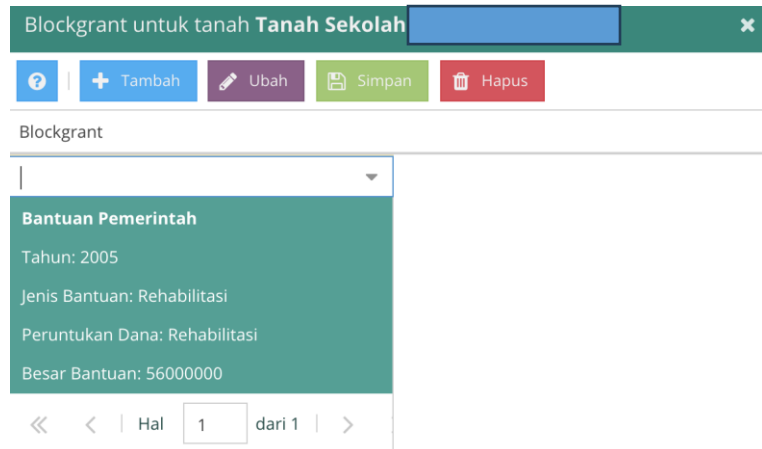 Blockgrant untuk tanah Tanah Sekolah
Tambah Ubah Simpan Hapus
Blockgrant
Bantuan Pemerintah
Tahun: 2005
Jenis Bantuan: Rehabilitasi
Peruntukan Dana: Rehabilitasi
Besar Bantuan: 56000000
Hal 1 dari 1